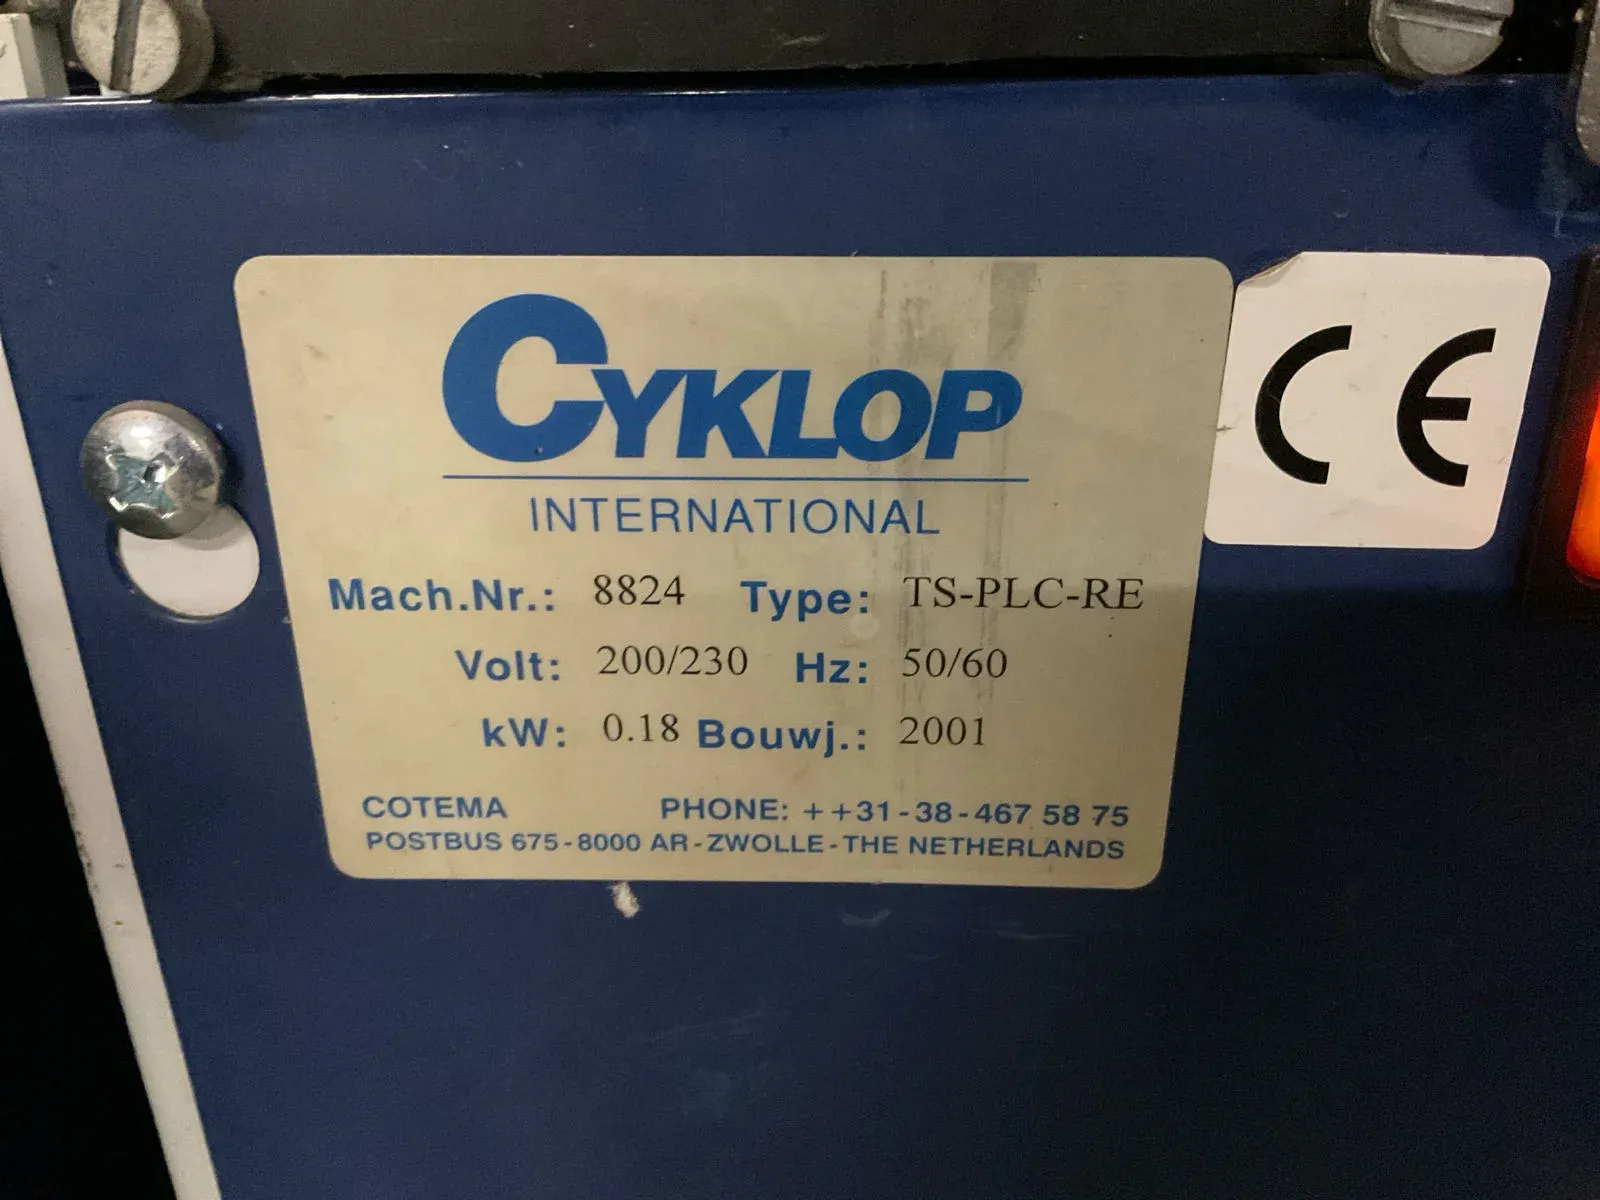 CYKLOP
INTERNATIONAL
Mach.Nr.: 8824 Type: TS-PLC-RE
Volt: 200/230 Hz: 50/60
kW: 0.18 Bouwj.: 2001
COTEMA PHONE: ++31-38-467 58 75
POSTBUS 675-8000 AR-ZWOLLE-THE NETHERLANDS
CE